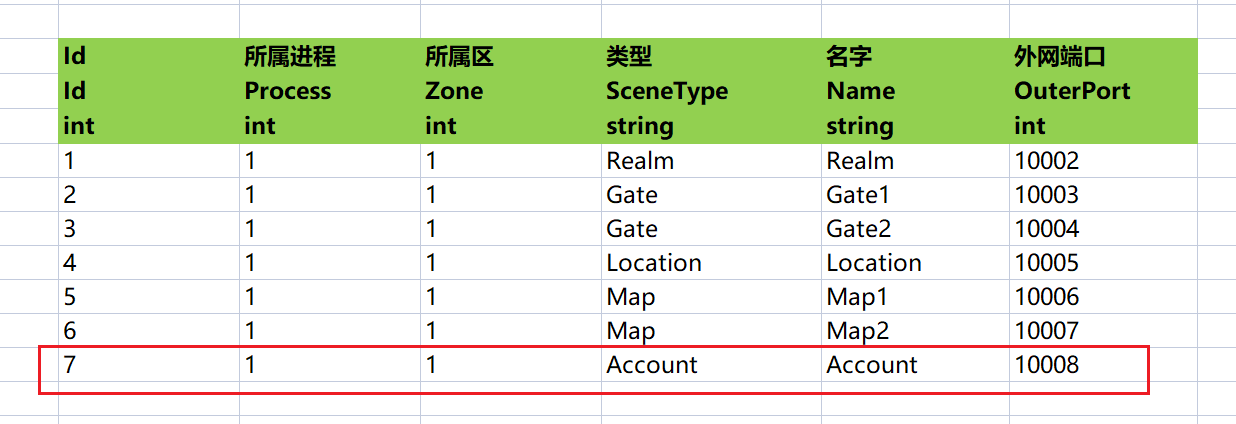 Id 所属进程 所属区 类型 名字 外网端口
Id Process Zone SceneType Name OuterPort
int int int string string int
1 1 1 Realm Realm 10002
2 1 1 Gate Gate1 10003
3 1 1 Gate Gate2 10004
4 1 1 Location Location 10005
5 1 1 Map Map1 10006
6 1 1 Map Map2 10007
7 1 1 Account Account 10008